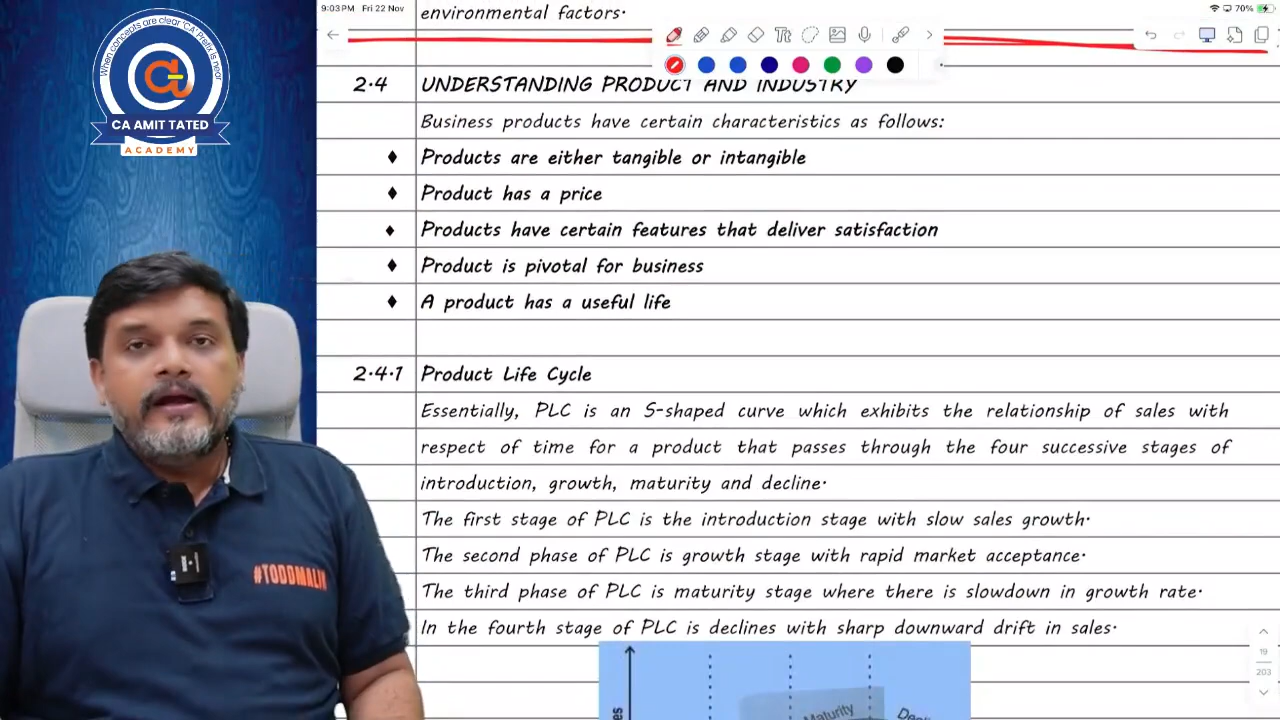 9:03 PM Fri 22 Nov
70%
When concepts are clear 'CA' Prefix is near
CA AMIT TATED
ACADEMY
environmental factors.
2.4 UNDERSTANDING PRODUCT AND INDUSTRY
Business products have certain characteristics as follows:
♦ Products are either tangible or intangible
♦ Product has a price
♦ Products have certain features that deliver satisfaction
♦ Product is pivotal for business
♦ A product has a useful life
2.4.1 Product Life Cycle
Essentially, PLC is an S-shaped curve which exhibits the relationship of sales with
respect of time for a product that passes through the four successive stages of
introduction, growth, maturity and decline.
The first stage of PLC is the introduction stage with slow sales growth.
The second phase of PLC is growth stage with rapid market acceptance.
The third phase of PLC is maturity stage where there is slowdown in growth rate.
In the fourth stage of PLC is declines with sharp downward drift in sales.
Maturity
#TODDMALIK
Tt
19
203